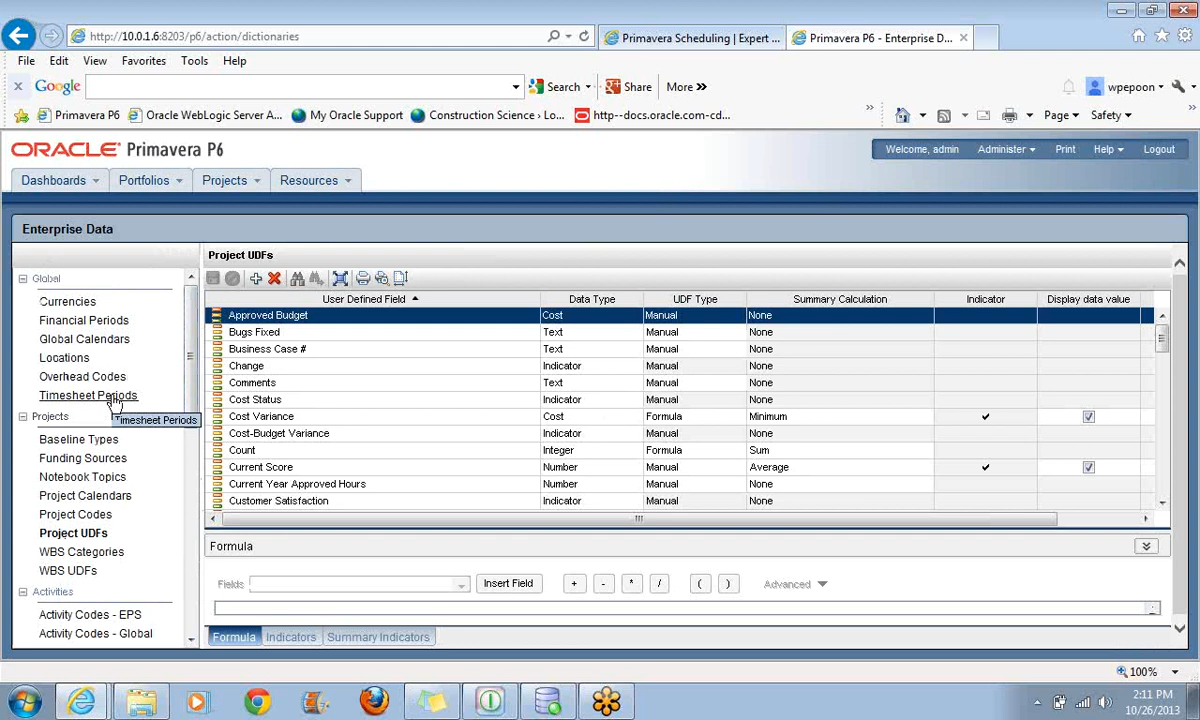 http://10.0.1.6:8203/p6/action/dictionaries
Primavera Scheduling | Expert ...
Primavera P6 - Enterprise D...
File Edit View Favorites Tools Help
x Google Search Share More »
wpepoon
Primavera P6 Oracle WebLogic Server A... My Oracle Support Construction Science › Lo... http--docs.oracle.com-cd... » Page Safety »
ORACLE Primavera P6
Welcome, admin Administer Print Help Logout
Dashboards Portfolios Projects Resources
Enterprise Data
Global
Currencies
Financial Periods
Global Calendars
Locations
Overhead Codes
Timesheet Periods
Timesheet Periods
Projects
Baseline Types
Funding Sources
Notebook Topics
Project Calendars
Project Codes
Project UDFs
WBS Categories
WBS UDFs
Activities
Activity Codes - EPS
Activity Codes - Global
Project UDFs
User Defined Field Data Type UDF Type Summary Calculation Indicator Display data value
Approved Budget Cost Manual None
Bugs Fixed Text Manual None
Business Case # Text Manual None
Change Indicator Manual None
Comments Text Manual None
Cost Status Indicator Manual None
Cost Variance Cost Formula Minimum
Cost-Budget Variance Indicator Manual None
Count Integer Formula Sum
Current Score Number Manual Average
Current Year Approved Hours Number Manual None
Customer Satisfaction Indicator Manual None
Formula
Fields Insert Field + - * / ( ) Advanced
Formula Indicators Summary Indicators
100%
2:11 PM
10/26/2013